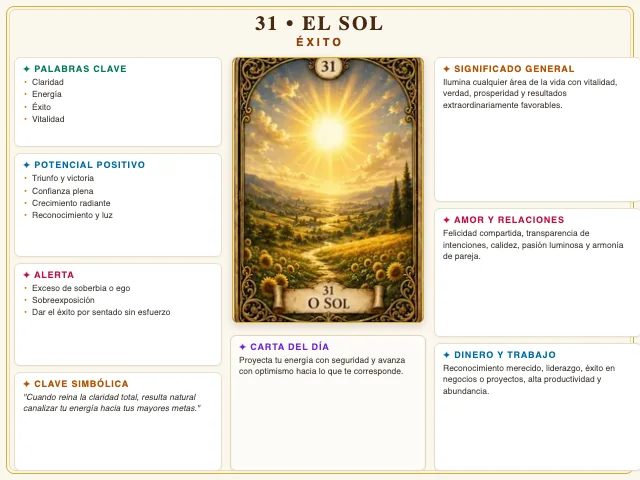 31 • EL SOL
ÉXITO
✦ PALABRAS CLAVE
• Claridad
• Energía
• Éxito
• Vitalidad
✦ POTENCIAL POSITIVO
• Triunfo y victoria
• Confianza plena
• Crecimiento radiante
• Reconocimiento y luz
✦ ALERTA
• Exceso de soberbia o ego
• Sobreexposición
• Dar el éxito por sentado sin esfuerzo
✦ CLAVE SIMBÓLICA
"Cuando reina la claridad total, resulta natural
canalizar tu energía hacia tus mayores metas."
31
31
O SOL
✦ CARTA DEL DÍA
Proyecta tu energía con seguridad y avanza
con optimismo hacia lo que te corresponde.
✦ SIGNIFICADO GENERAL
Ilumina cualquier área de la vida con vitalidad,
verdad, prosperidad y resultados
extraordinariamente favorables.
✦ AMOR Y RELACIONES
Felicidad compartida, transparencia de
intenciones, calidez, pasión luminosa y armonía
de pareja.
✦ DINERO Y TRABAJO
Reconocimiento merecido, liderazgo, éxito en
negocios o proyectos, alta productividad y
abundancia.